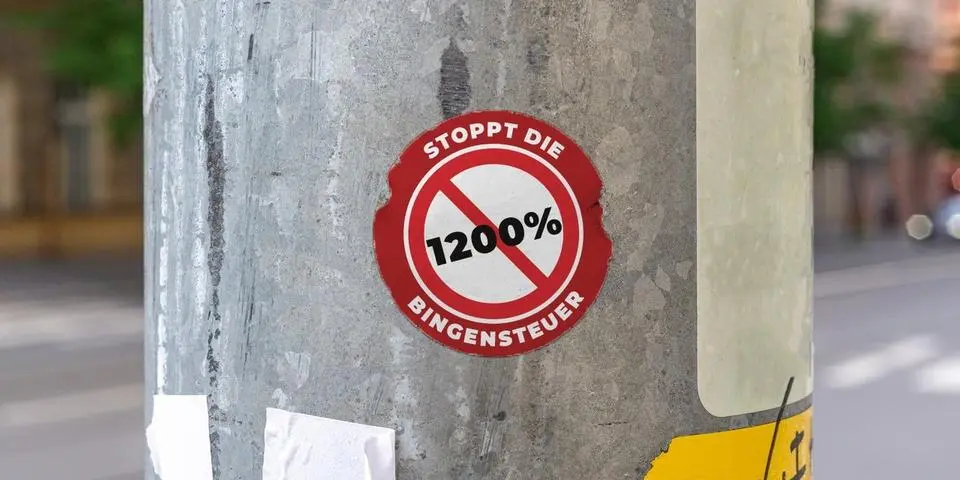 STOPPT DIE
1200%
BINGENSTEUER